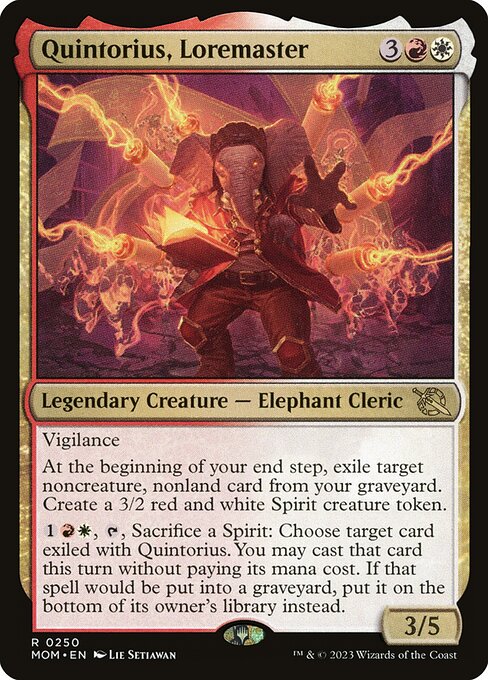 Quintorius, Loremaster 3
Legendary Creature — Elephant Cleric
Vigilance
At the beginning of your end step, exile target
noncreature, nonland card from your graveyard.
Create a 3/2 red and white Spirit creature token.
1, , Sacrifice a Spirit: Choose target card
exiled with Quintorius. You may cast that card
this turn without paying its mana cost. If that
spell would be put into a graveyard, put it on the
bottom of its owner's library instead.
3/5
R 0250
MOM • EN Lie Setiawan
™ & © 2023 Wizards of the Coast